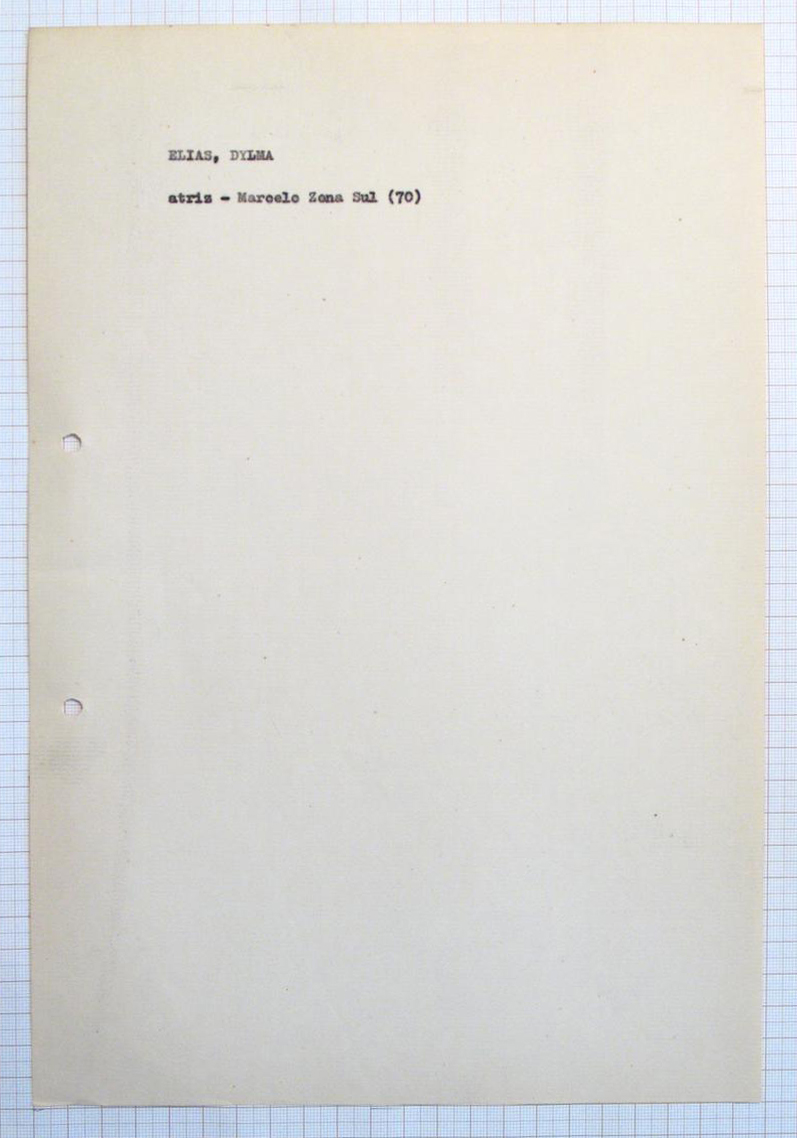 ELIAS, DYLMA
atriz - Marcelo Zona Sul (70)